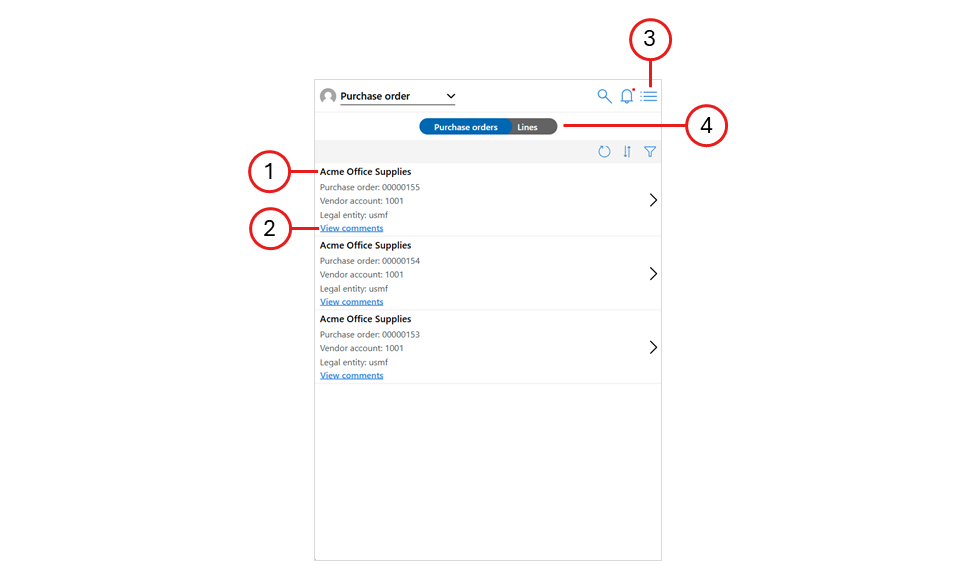 3
Purchase order
4
Purchase orders Lines
1
Acme Office Supplies
Purchase order: 00000155
Vendor account: 1001
Legal entity: usmf
2
View comments
Acme Office Supplies
Purchase order: 00000154
Vendor account: 1001
Legal entity: usmf
View comments
Acme Office Supplies
Purchase order: 00000153
Vendor account: 1001
Legal entity: usmf
View comments